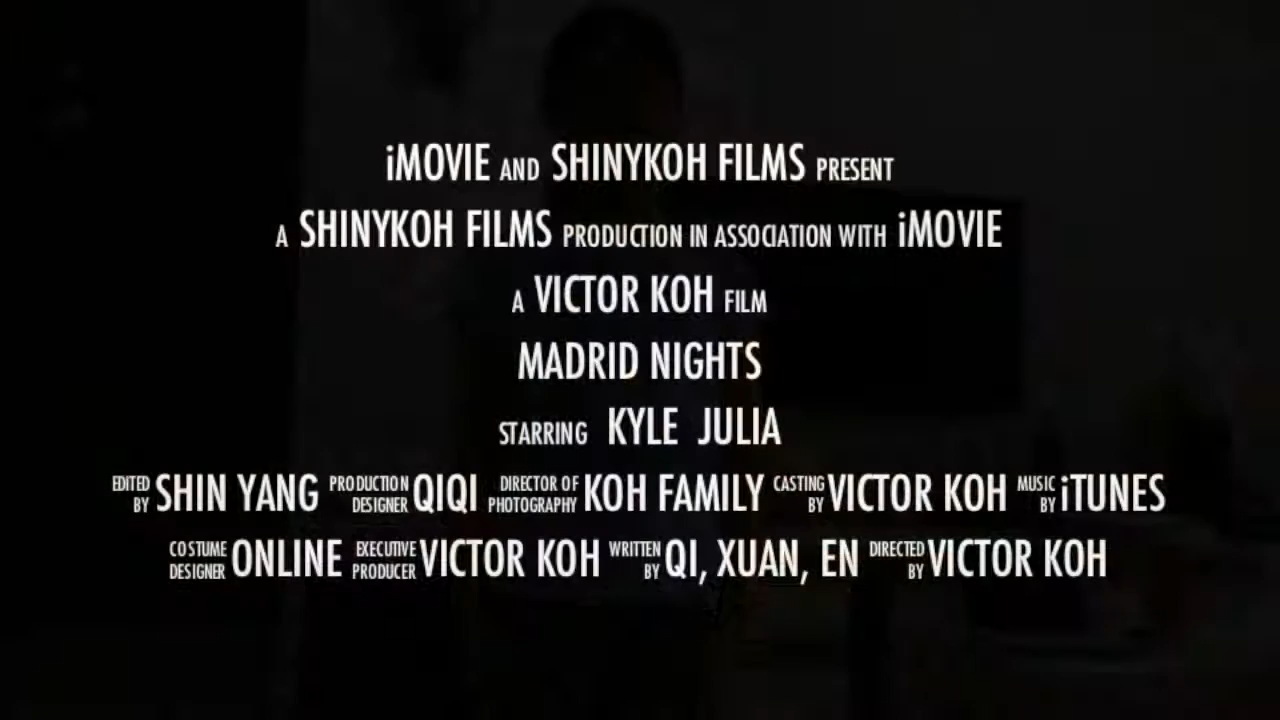 iMOVIE AND SHINYKOH FILMS PRESENT
A SHINYKOH FILMS PRODUCTION IN ASSOCIATION WITH iMOVIE
A VICTOR KOH FILM
MADRID NIGHTS
STARRING KYLE JULIA
EDITED BY SHIN YANG PRODUCTION DESIGNER QIQI DIRECTOR OF PHOTOGRAPHY KOH FAMILY CASTING BY VICTOR KOH MUSIC BY iTUNES
COSTUME DESIGNER ONLINE EXECUTIVE PRODUCER VICTOR KOH WRITTEN BY QI, XUAN, EN DIRECTED BY VICTOR KOH